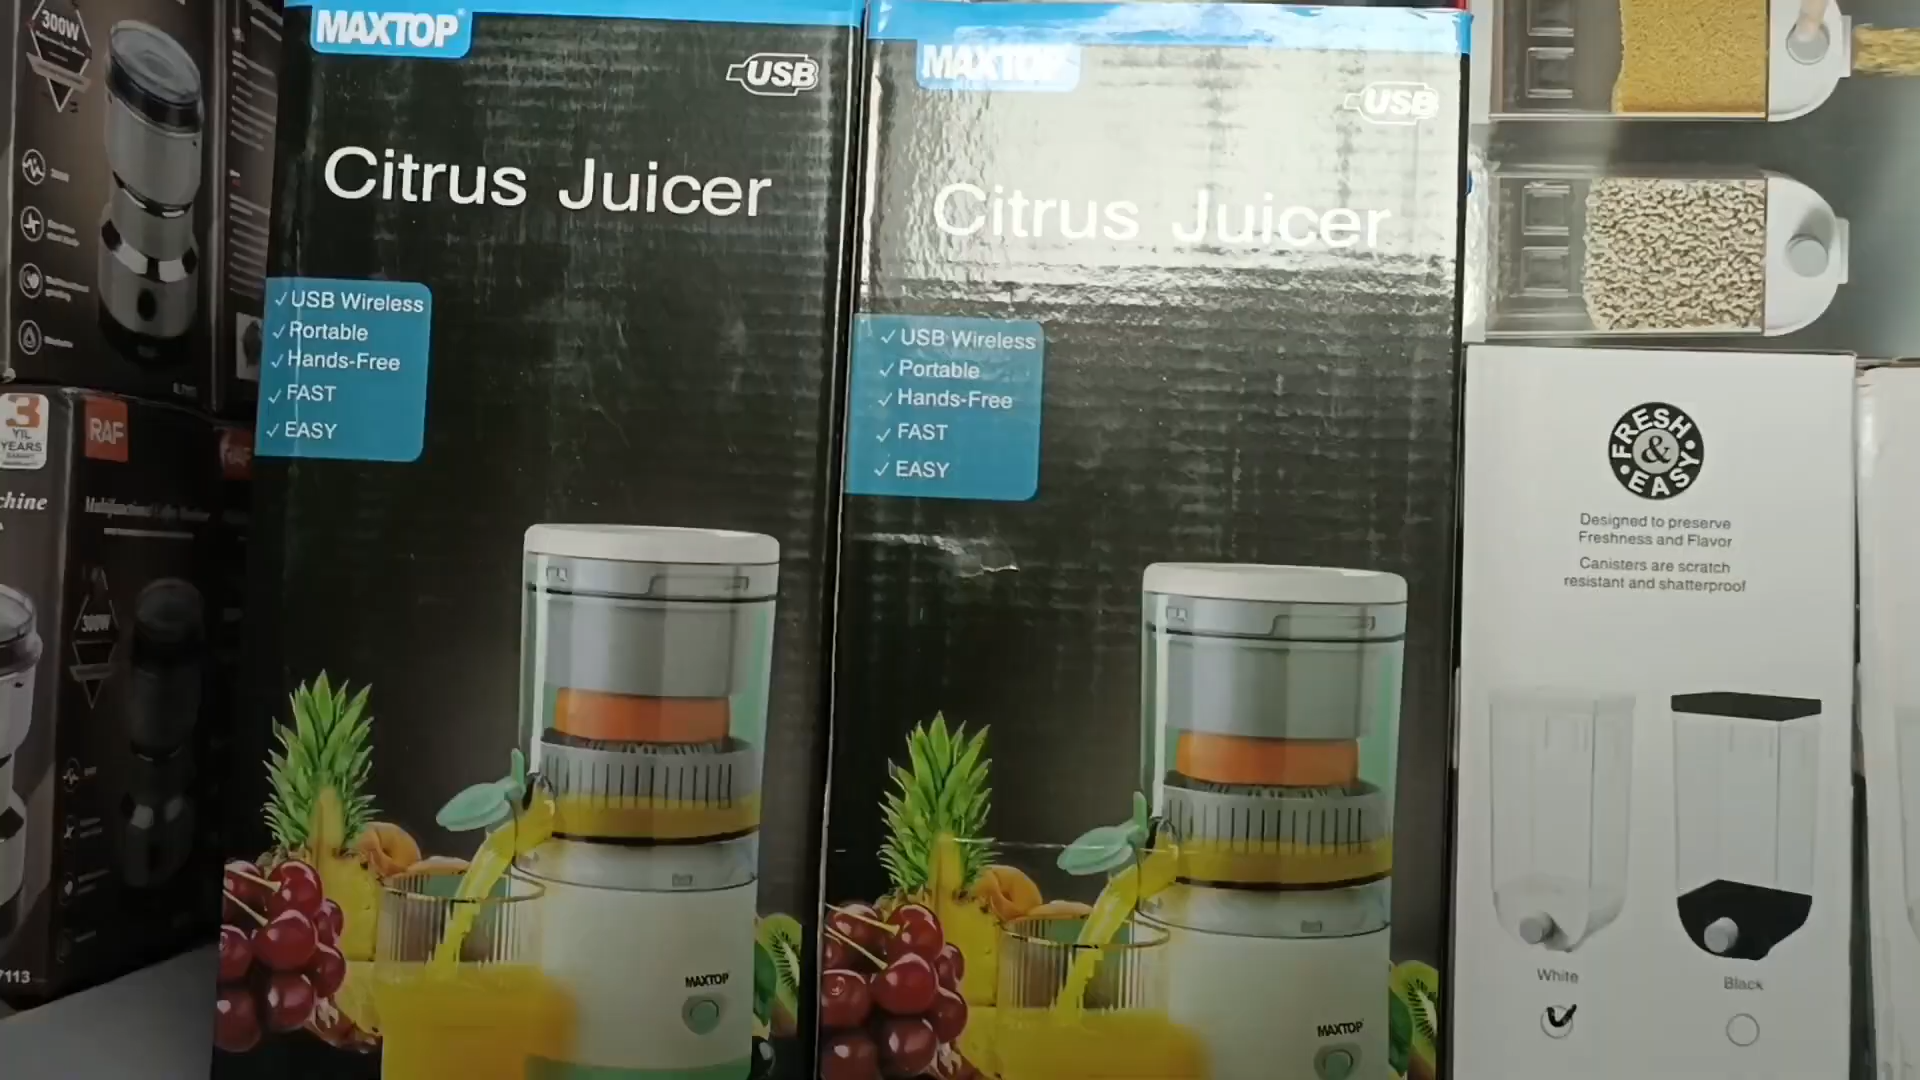 300W
3
YIL
YEARS
RAF
RAF
chine
300W
7113
MAXTOP
USB
Citrus Juicer
✓ USB Wireless
✓ Portable
✓ Hands-Free
✓ FAST
✓ EASY
MAXTOP
MAXTOP
USB
Citrus Juicer
✓ USB Wireless
✓ Portable
✓ Hands-Free
✓ FAST
✓ EASY
MAXTOP
FRESH & EASY
Designed to preserve
Freshness and Flavor
Canisters are scratch
resistant and shatterproof
White
Black